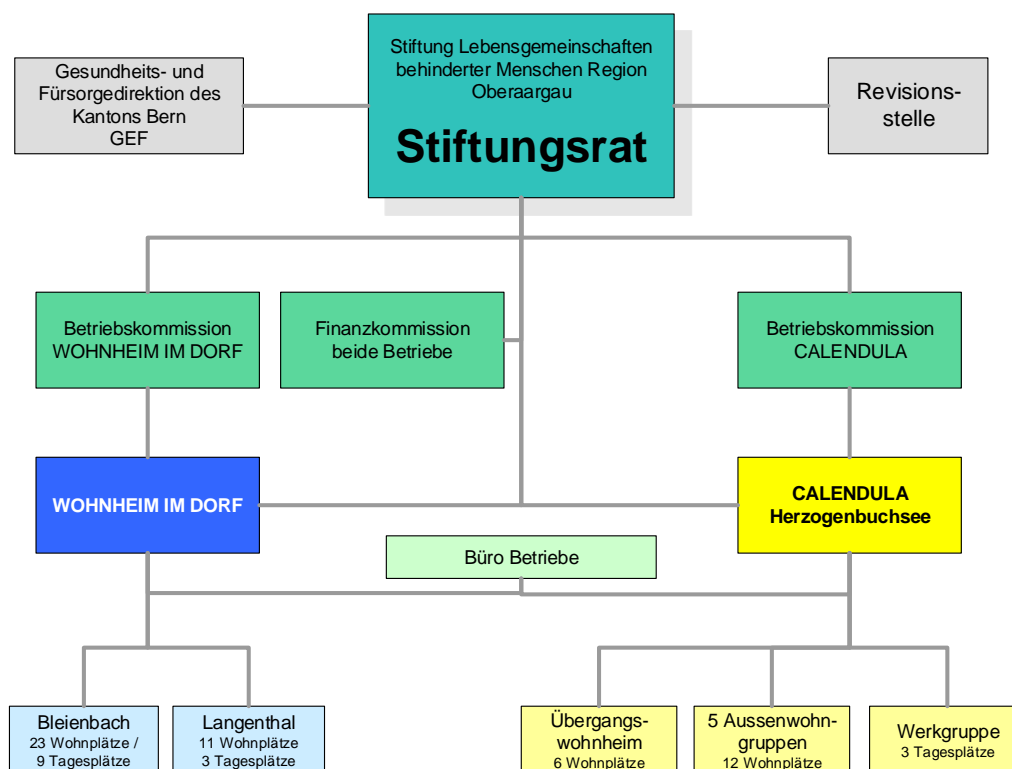 Stiftung Lebensgemeinschaften
behinderter Menschen Region
Oberaargau
Stiftungsrat
Gesundheits- und
Fürsorgedirektion des
Kantons Bern
GEF
Revisions-
stelle
Betriebskommission
WOHNHEIM IM DORF
Finanzkommission
beide Betriebe
Betriebskommission
CALENDULA
WOHNHEIM IM DORF
CALENDULA
Herzogenbuchsee
Büro Betriebe
Bleienbach
23 Wohnplätze /
9 Tagesplätze
Langenthal
11 Wohnplätze
3 Tagesplätze
Übergangs-
wohnheim
6 Wohnplätze
5 Aussenwohn-
gruppen
12 Wohnplätze
Werkgruppe
3 Tagesplätze